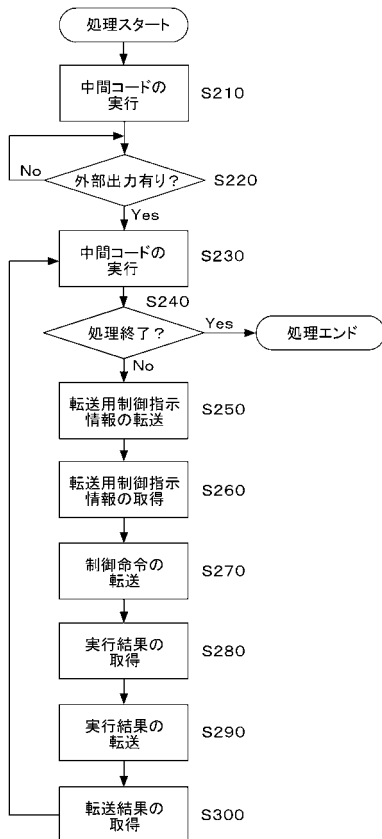 処理スタート
中間コードの
実行
S210
No
外部出力有り？
S220
Yes
中間コードの
実行
S230
S240
処理終了？
Yes
処理エンド
No
転送用制御指示
情報の転送
S250
転送用制御指示
情報の取得
S260
制御命令の
転送
S270
実行結果の
取得
S280
実行結果の
転送
S290
転送結果の
取得
S300